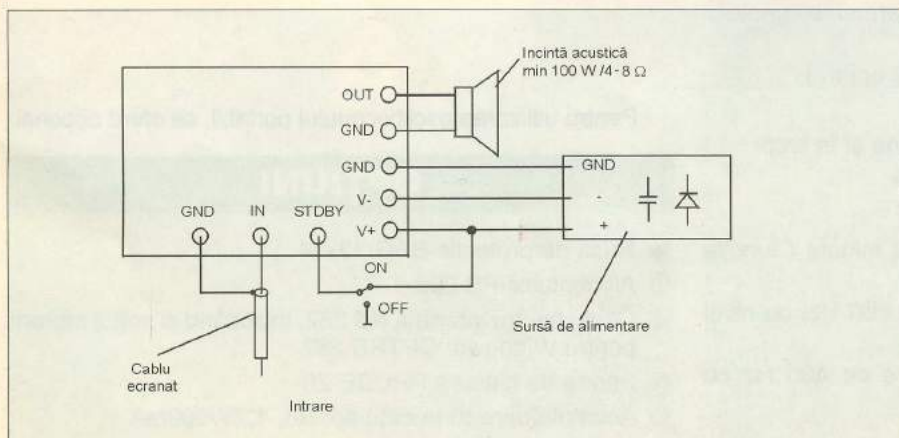 Incintă acustică
min 100 W /4-8 Ω
OUT
GND
GND
V-
V+
GND
IN
STDBY
GND
-
+
ON
OFF
Sursă de alimentare
Cablu
ecranat
Intrare